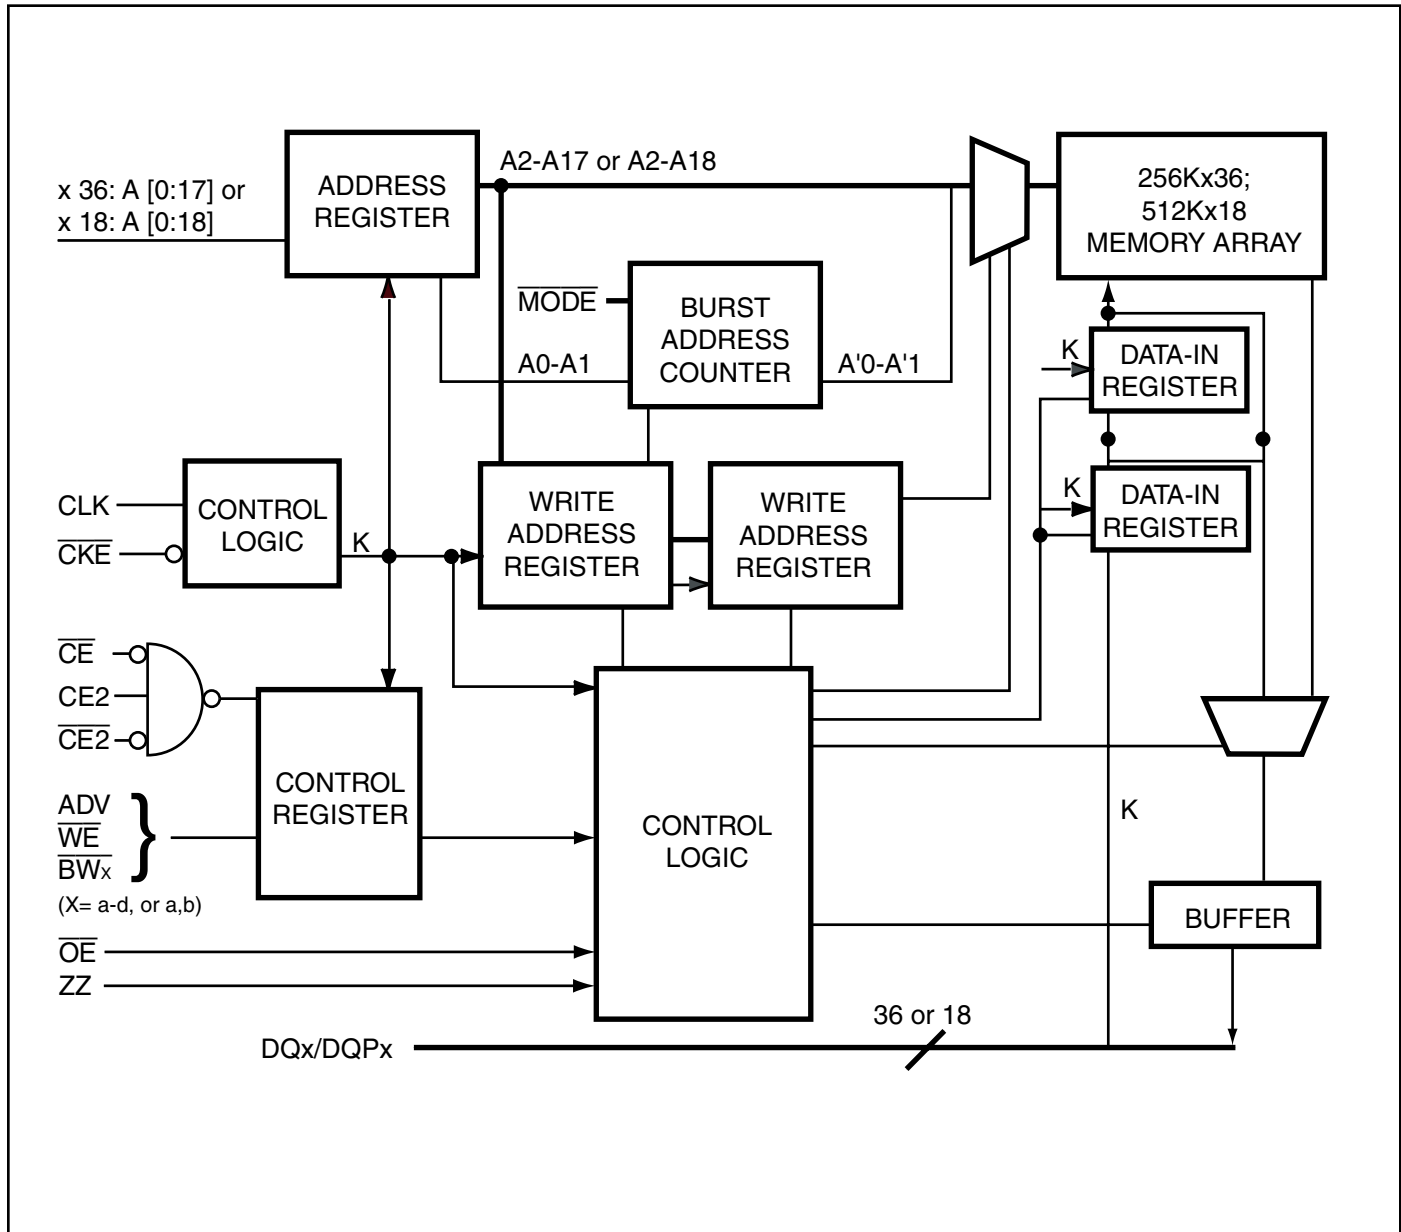 x 36: A [0:17] or
x 18: A [0:18]
ADDRESS
REGISTER
A2-A17 or A2-A18
256Kx36;
512Kx18
MEMORY ARRAY
MODE
BURST
ADDRESS
COUNTER
A0-A1
A'0-A'1
K
DATA-IN
REGISTER
K
DATA-IN
REGISTER
CLK
CKE
CONTROL
LOGIC
K
WRITE
ADDRESS
REGISTER
WRITE
ADDRESS
REGISTER
CE
CE2
CE2
ADV
WE
BWx
}
(X= a-d, or a,b)
CONTROL
REGISTER
CONTROL
LOGIC
K
BUFFER
OE
ZZ
36 or 18
DQx/DQPx